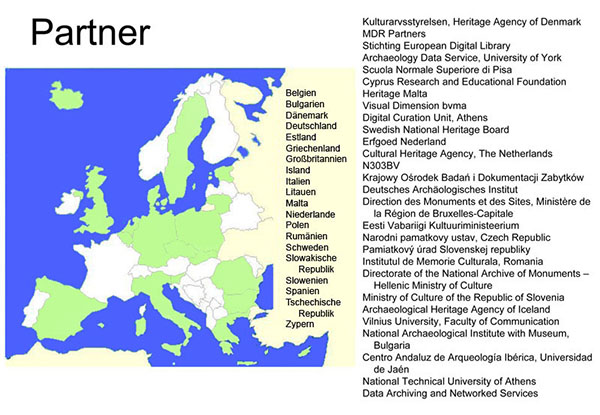 Partner
Belgien
Bulgarien
Dänemark
Deutschland
Estland
Griechenland
Großbritannien
Island
Italien
Litauen
Malta
Niederlande
Polen
Rumänien
Schweden
Slowakische
Republik
Slowenien
Spanien
Tschechische
Republik
Zypern
Kulturarvsstyrelsen, Heritage Agency of Denmark
MDR Partners
Stichting European Digital Library
Archaeology Data Service, University of York
Scuola Normale Superiore di Pisa
Cyprus Research and Educational Foundation
Heritage Malta
Visual Dimension bvma
Digital Curation Unit, Athens
Swedish National Heritage Board
Erfgoed Nederland
Cultural Heritage Agency, The Netherlands
N303BV
Krajowy Ośrodek Badań i Dokumentacji Zabytków
Deutsches Archäologisches Institut
Direction des Monuments et des Sites, Ministère de
la Région de Bruxelles-Capitale
Eesti Vabariigi Kultuuriministeerium
Narodni pamatkovy ustav, Czech Republic
Pamiatkový úrad Slovenskej republiky
Institutul de Memorie Culturala, Romania
Directorate of the National Archive of Monuments –
Hellenic Ministry of Culture
Ministry of Culture of the Republic of Slovenia
Archaeological Heritage Agency of Iceland
Vilnius University, Faculty of Communication
National Archaeological Institute with Museum,
Bulgaria
Centro Andaluz de Arqueología Ibérica, Universidad
de Jaén
National Technical University of Athens
Data Archiving and Networked Services